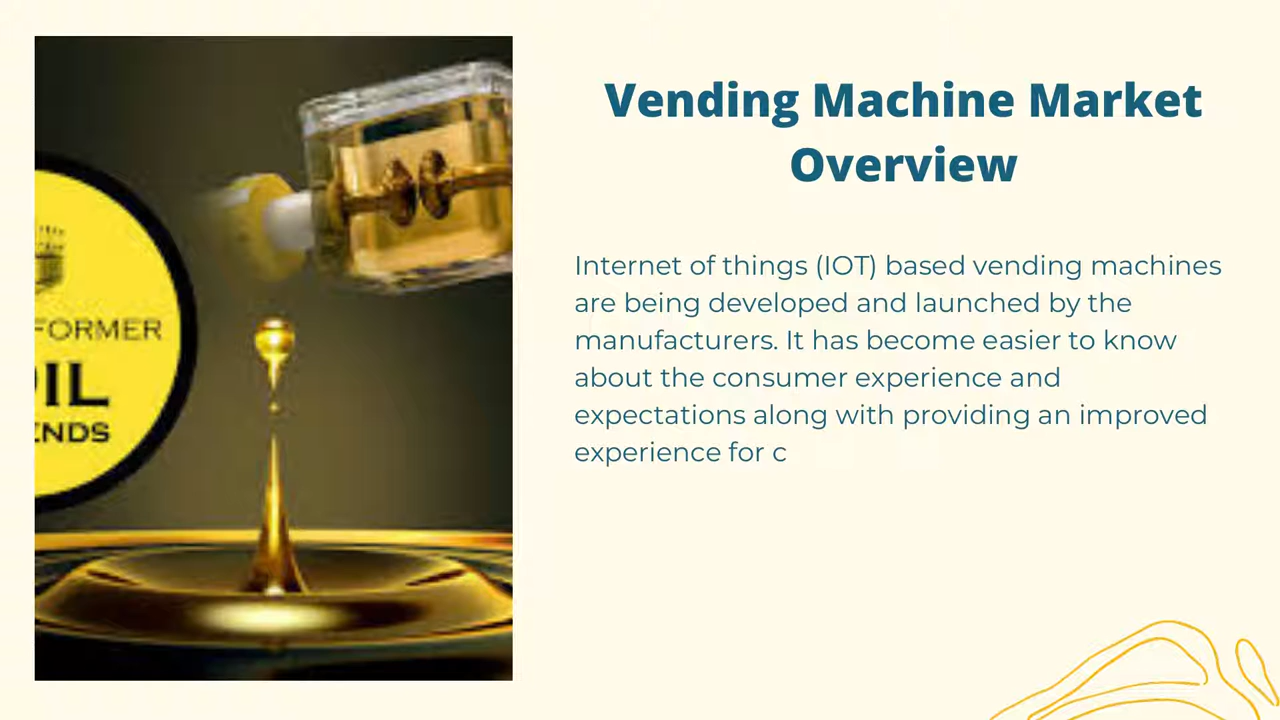 Vending Machine Market
Overview
Internet of things (IOT) based vending machines
are being developed and launched by the
manufacturers. It has become easier to know
about the consumer experience and
expectations along with providing an improved
experience for c
FORMER
IL
ENDS